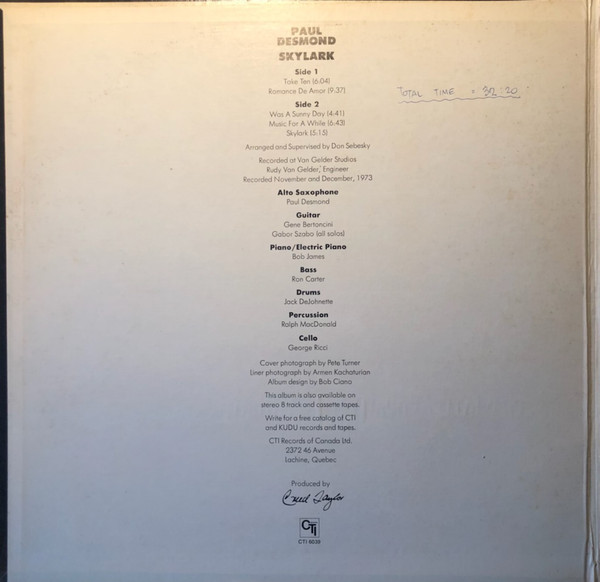 PAUL
DESMOND
SKYLARK
Side 1
Take Ten (6:04)
Romance De Amor (9:37)
TOTAL TIME = 32:20
Side 2
Was A Sunny Day (4:41)
Music For A While (6:43)
Skylark (5:15)
Arranged and Supervised by Don Sebesky
Recorded at Van Gelder Studios
Rudy Van Gelder, Engineer
Recorded November and December, 1973
Alto Saxophone
Paul Desmond
Guitar
Gene Bertoncini
Gabor Szabo (all solos)
Piano/Electric Piano
Bob James
Bass
Ron Carter
Drums
Jack DeJohnette
Percussion
Ralph MacDonald
Cello
George Ricci
Cover photograph by Pete Turner
Liner photograph by Armen Kachaturian
Album design by Bob Ciano
This album is also available on
stereo 8 track and cassette tapes.
Write for a free catalog of CTI
and KUDU records and tapes.
CTI Records of Canada Ltd.
2372 46 Avenue
Lachine, Quebec
Produced by
Creed Taylor
CTI
CTI 6039